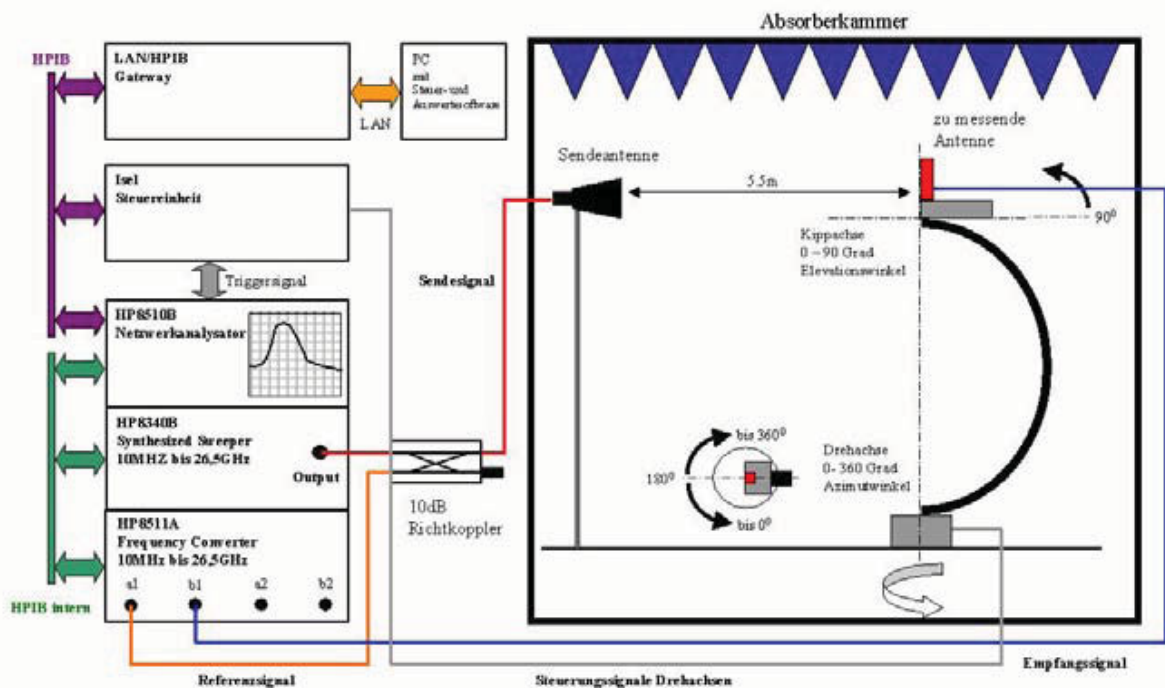 Absorberkammer
HPIB
LAN/HPIB
Gateway
LAN
PC
mit
Steuer- und
Auswertesoftware
Isel
Steuereinheit
Triggersignal
HP8510B
Netzwerkanalysator
HP8340B
Synthesized Sweeper
10MHZ bis 26,5GHz
Output
HP8511A
Frequency Converter
10MHz bis 26,5GHz
a1 b1 a2 b2
HPIB intern
10dB
Richtkoppler
Sendesignal
Sendeantenne
5.5m
zu messende
Antenne
90⁰
Kippachse
0 – 90 Grad
Elevationswinkel
bis 360⁰
180⁰
bis 0⁰
Drehachse
0- 360 Grad
Azimutwinkel
Referenzsignal
Steuerungssignale Drehachsen
Empfangssignal